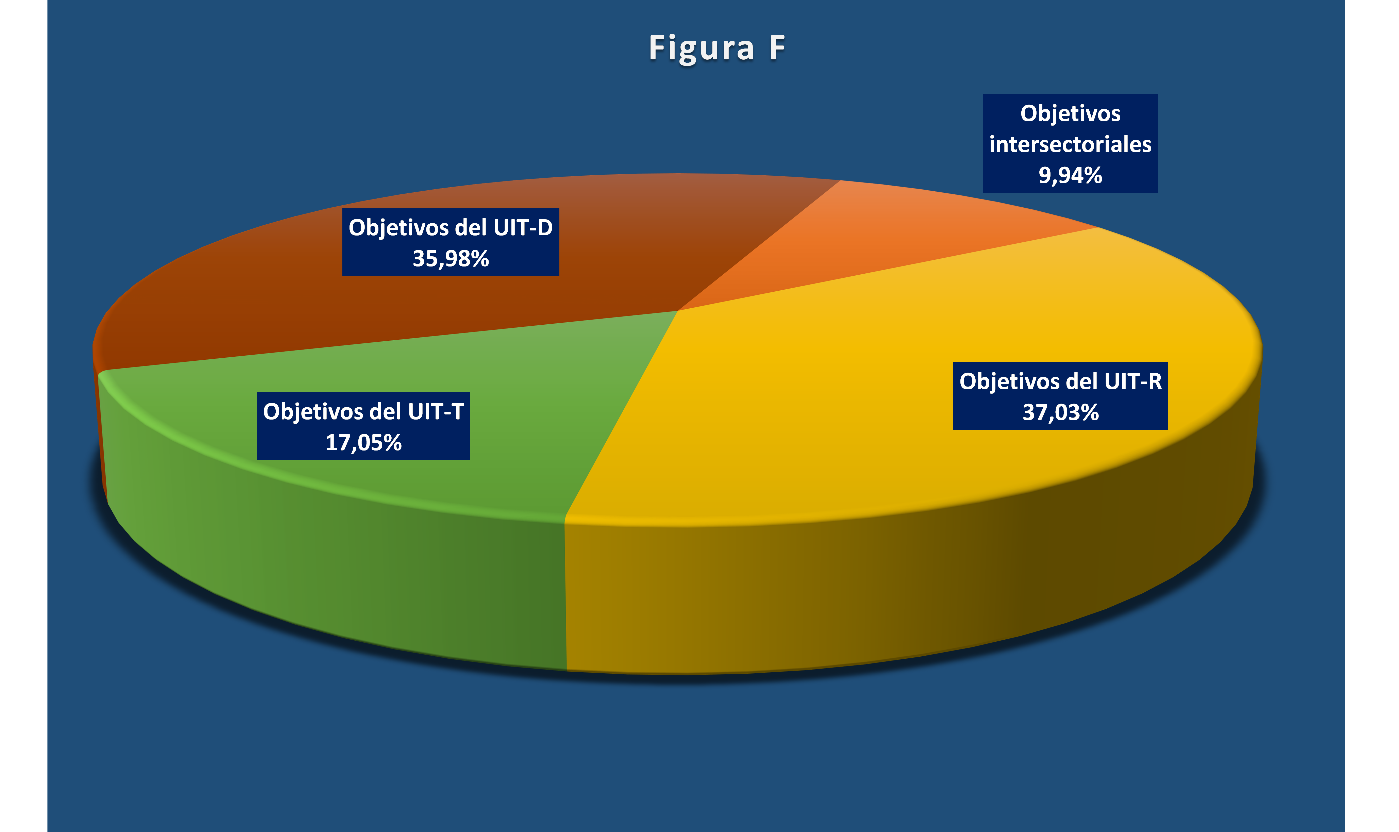 Figura F
Objetivos
intersectoriales
9,94%
Objetivos del UIT-D
35,98%
Objetivos del UIT-R
37,03%
Objetivos del UIT-T
17,05%